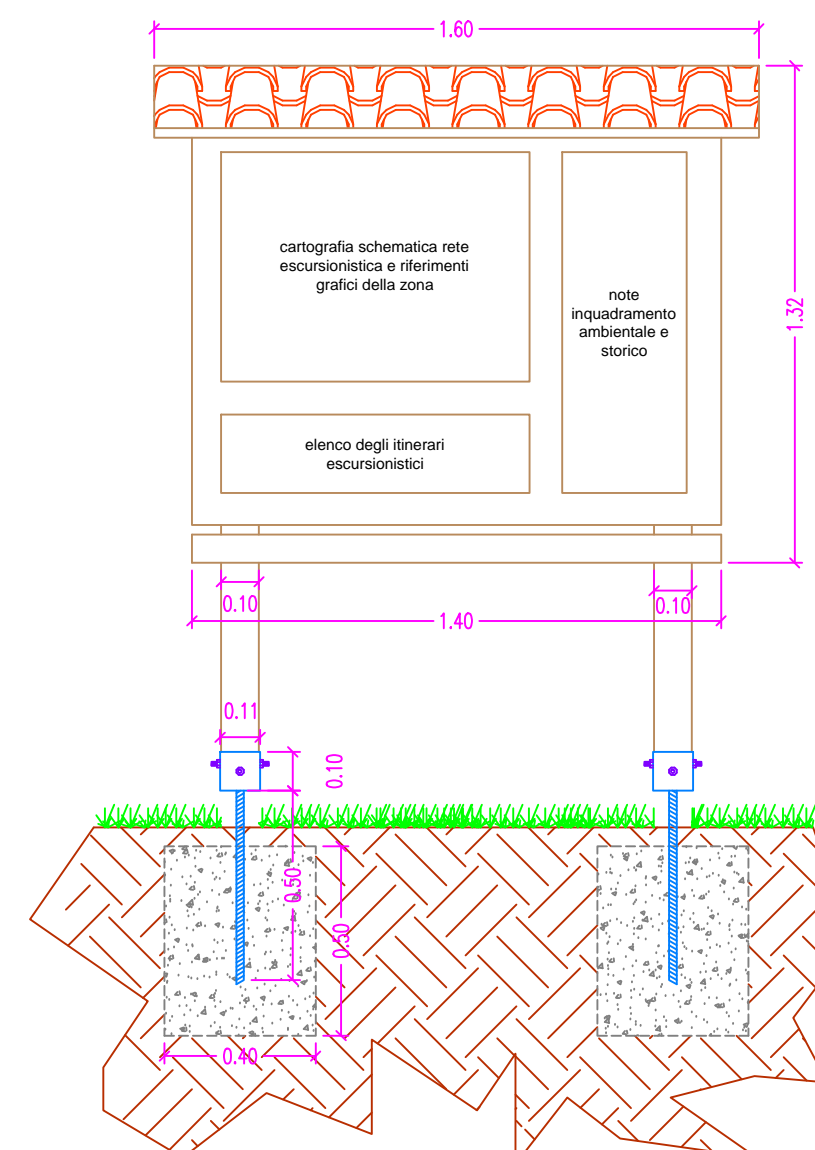 1.60
1.32
cartografia schematica rete
escursionistica e riferimenti
grafici della zona
note
inquadramento
ambientale e
storico
elenco degli itinerari
escursionistici
0.10
0.10
1.40
0.11
0.10
0.50
0.50
0.40